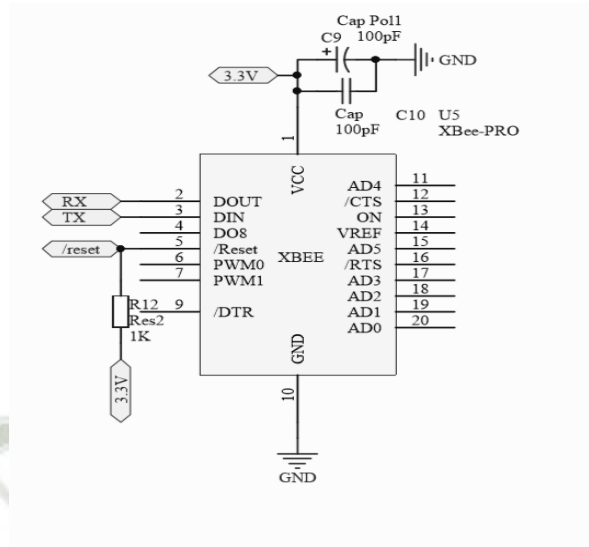 Cap Pol1
C9 100pF
+
GND
3.3V
Cap C10 U5
100pF XBee-PRO
1
VCC
AD4 11
RX 2 DOUT /CTS 12
TX 3 DIN ON 13
4 DO8 VREF 14
/reset 5 /Reset AD5 15
XBEE
6 PWM0 /RTS 16
7 PWM1 AD3 17
AD2 18
R12 9 /DTR AD1 19
Res2 AD0 20
1K
GND
3.3V
10
GND